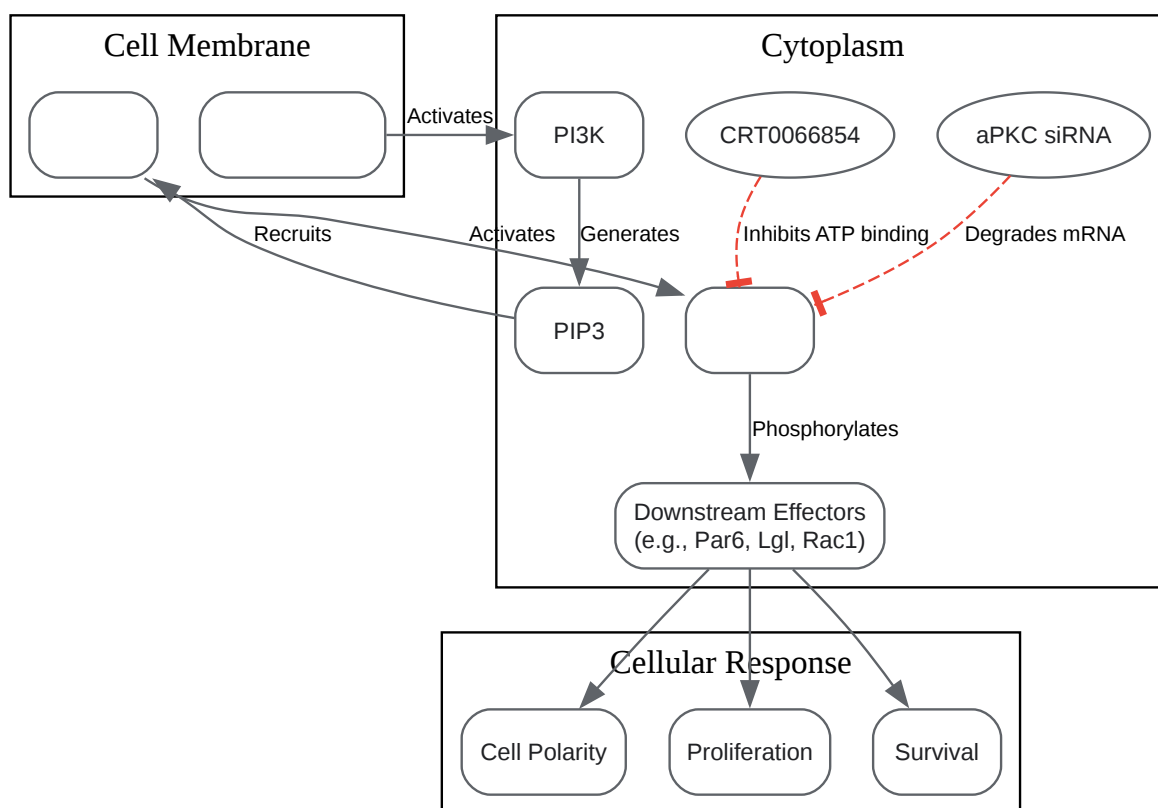 Cell Membrane
Cytoplasm
Activates
PI3K
CRT0066854
aPKC siRNA
Recruits
Activates
Generates
Inhibits ATP binding
Degrades mRNA
PIP3
Phosphorylates
Downstream Effectors
(e.g., Par6, Lgl, Rac1)
Cellular Response
Cell Polarity
Proliferation
Survival